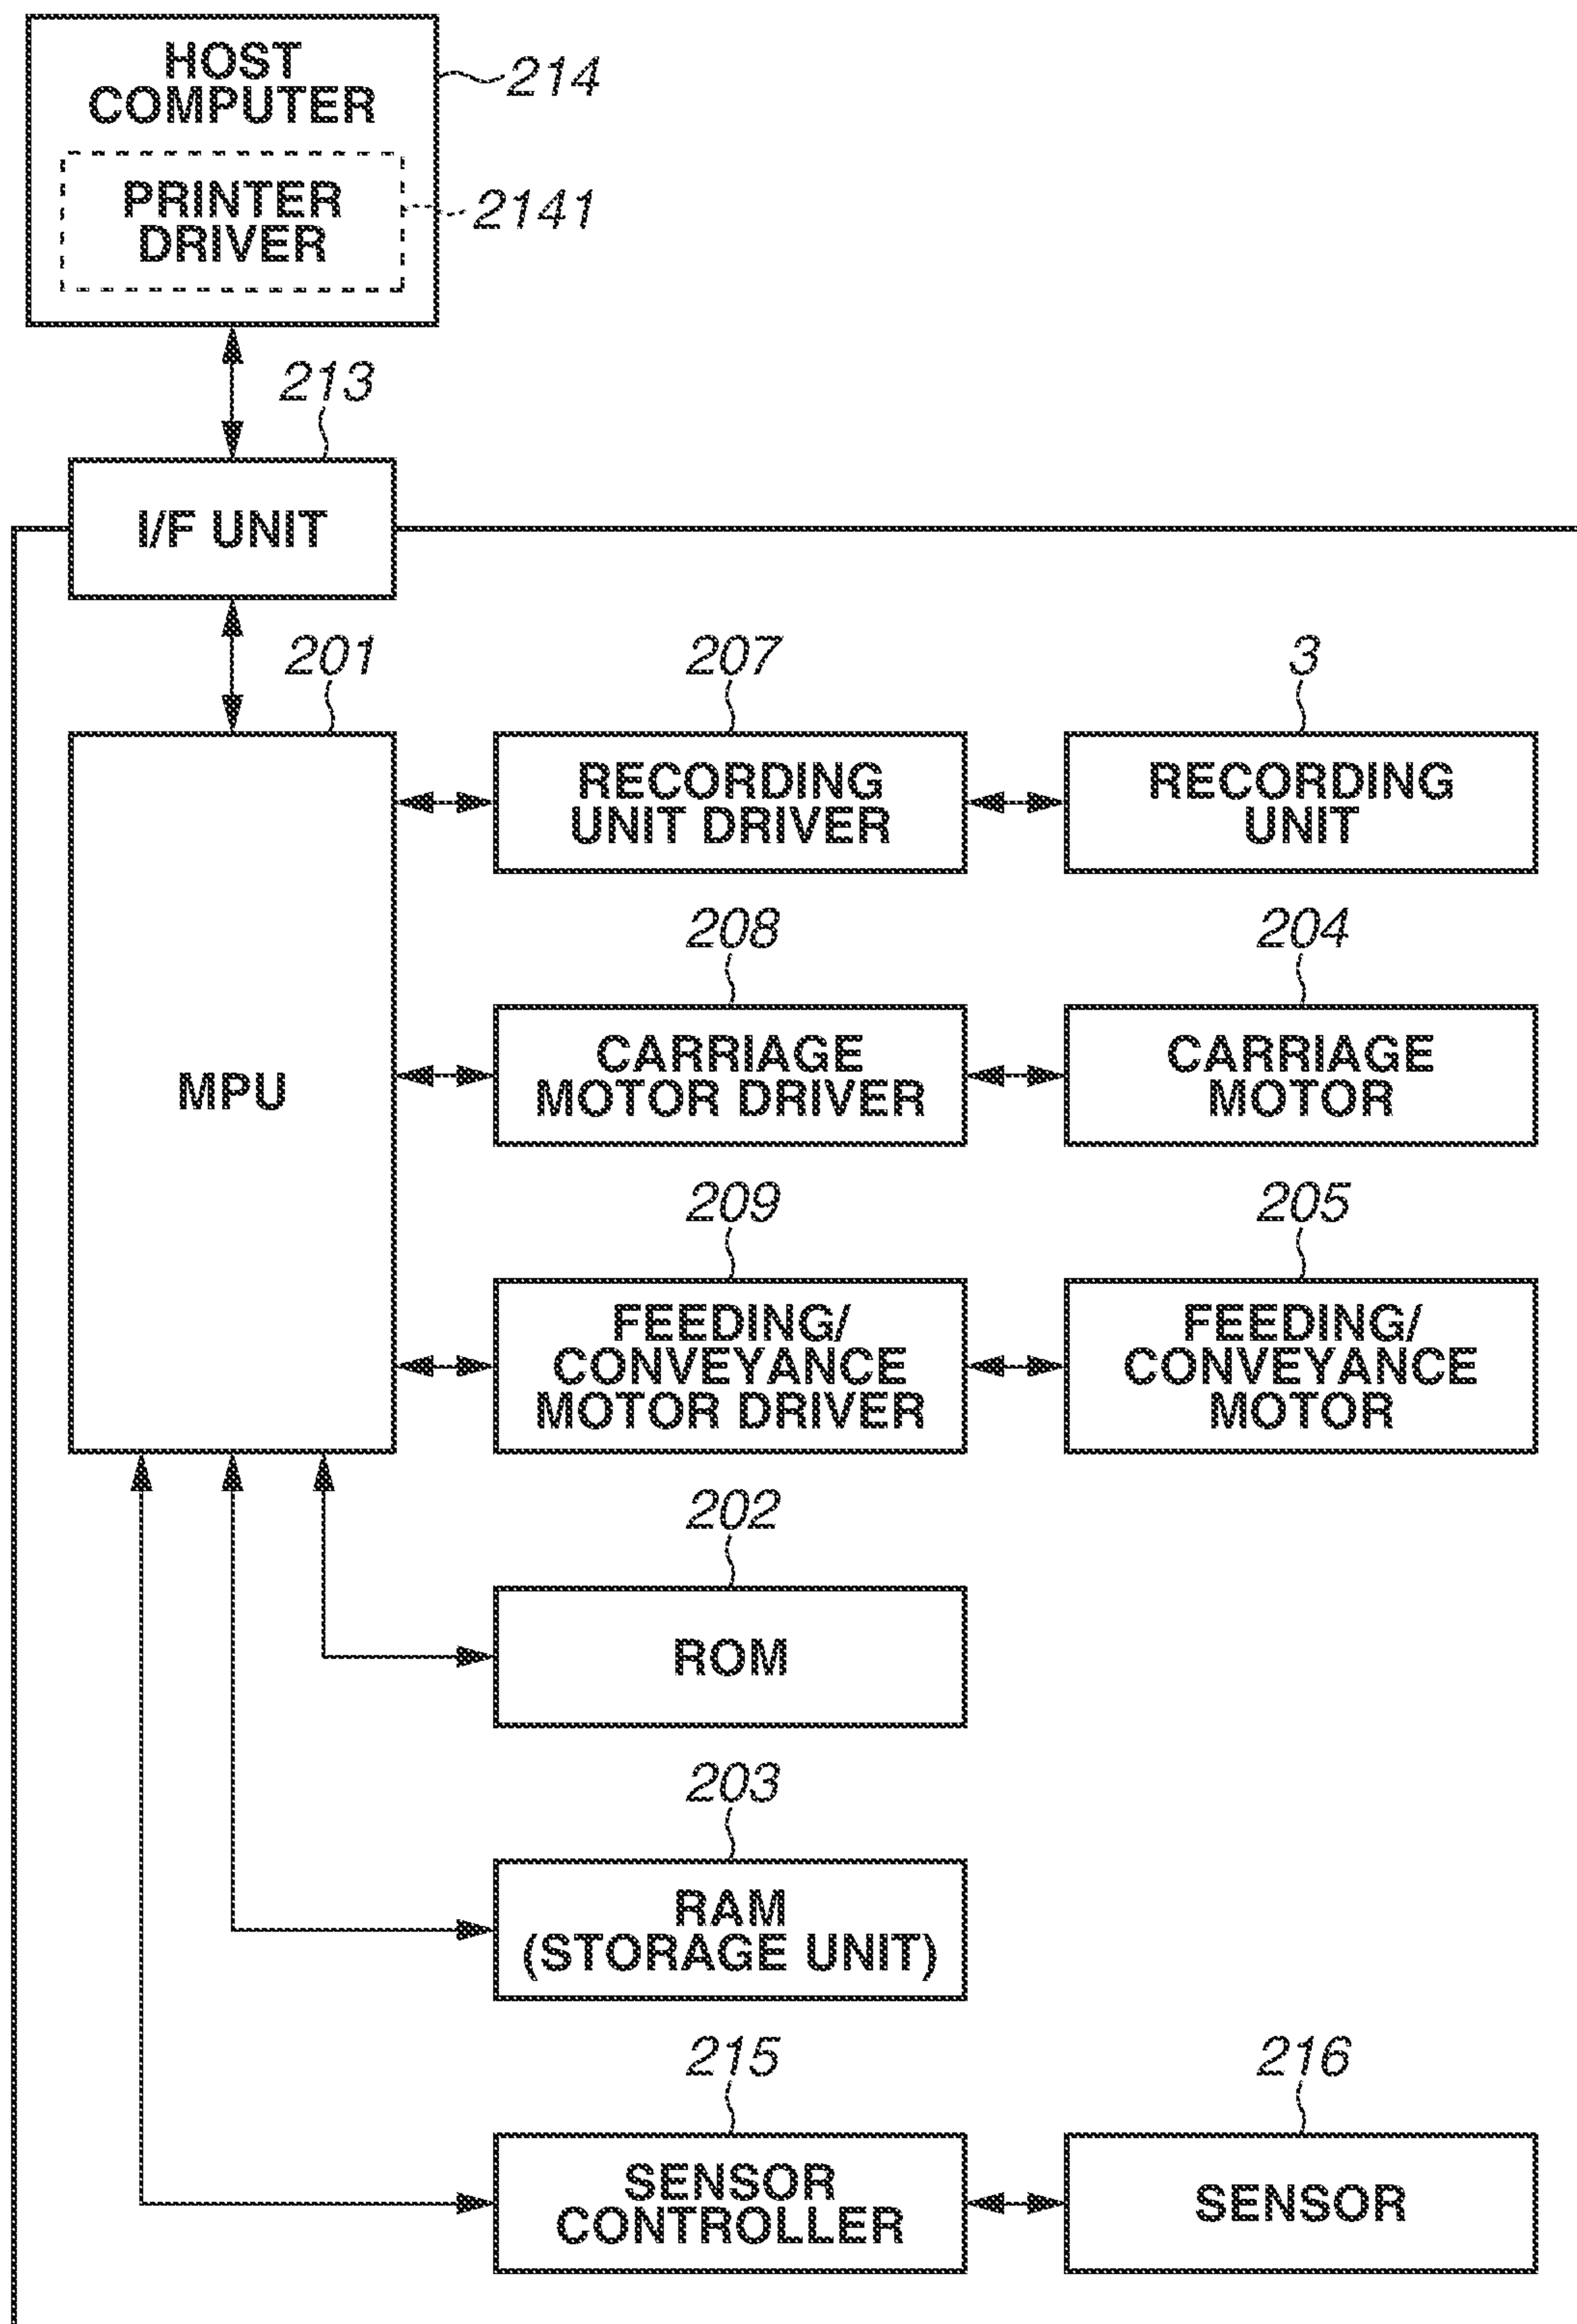 HOST
COMPUTER
214
PRINTER
DRIVER
2141
213
I/F UNIT
201
207
3
MPU
RECORDING
UNIT DRIVER
RECORDING
UNIT
208
204
CARRIAGE
MOTOR DRIVER
CARRIAGE
MOTOR
209
205
FEEDING/
CONVEYANCE
MOTOR DRIVER
FEEDING/
CONVEYANCE
MOTOR
202
ROM
203
RAM
(STORAGE UNIT)
215
216
SENSOR
CONTROLLER
SENSOR